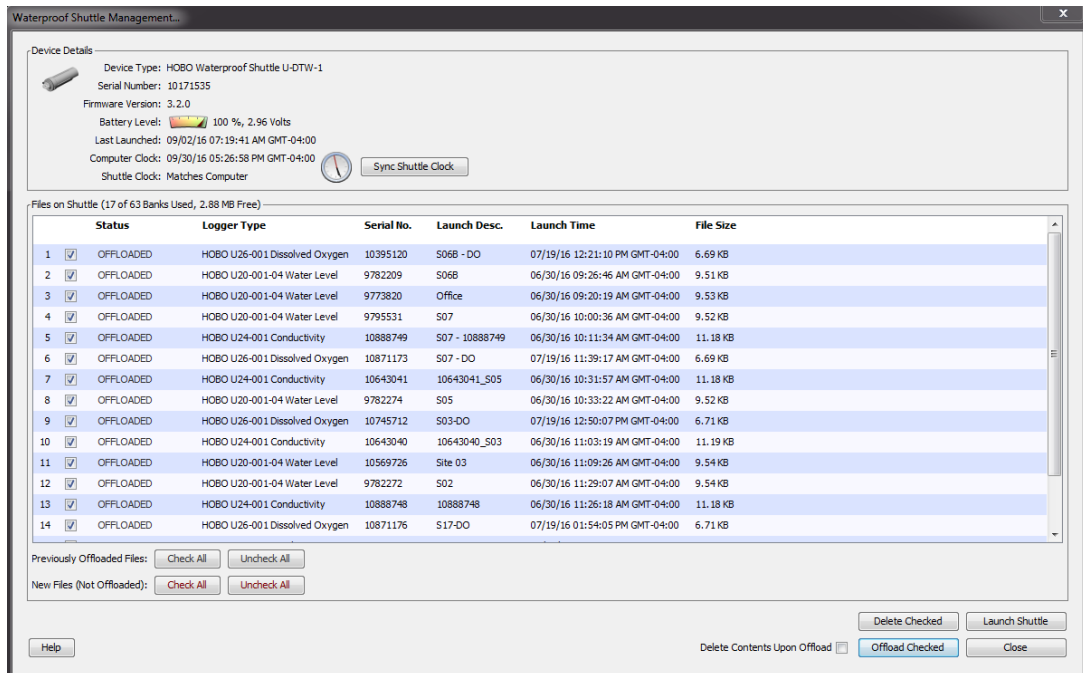 Waterproof Shuttle Management...
x
Device Details
Device Type: HOBO Waterproof Shuttle U-DTW-1
Serial Number: 10171535
Firmware Version: 3.2.0
Battery Level: 100 %, 2.96 Volts
Last Launched: 09/02/16 07:19:41 AM GMT-04:00
Computer Clock: 09/30/16 05:26:58 PM GMT-04:00
Shuttle Clock: Matches Computer
Sync Shuttle Clock
Files on Shuttle (17 of 63 Banks Used, 2.88 MB Free)
Status Logger Type Serial No. Launch Desc. Launch Time File Size
1 OFFLOADED HOBO U26-001 Dissolved Oxygen 10395120 S06B - DO 07/19/16 12:21:10 PM GMT-04:00 6.69 KB
2 OFFLOADED HOBO U20-001-04 Water Level 9782209 S06B 06/30/16 09:26:46 AM GMT-04:00 9.51 KB
3 OFFLOADED HOBO U20-001-04 Water Level 9773820 Office 06/30/16 09:20:19 AM GMT-04:00 9.53 KB
4 OFFLOADED HOBO U20-001-04 Water Level 9795531 S07 06/30/16 10:00:36 AM GMT-04:00 9.52 KB
5 OFFLOADED HOBO U24-001 Conductivity 10888749 S07 - 10888749 06/30/16 10:11:34 AM GMT-04:00 11.18 KB
6 OFFLOADED HOBO U26-001 Dissolved Oxygen 10871173 S07 - DO 07/19/16 11:39:17 AM GMT-04:00 6.69 KB
7 OFFLOADED HOBO U24-001 Conductivity 10643041 10643041_S05 06/30/16 10:31:57 AM GMT-04:00 11.18 KB
8 OFFLOADED HOBO U20-001-04 Water Level 9782274 S05 06/30/16 10:33:22 AM GMT-04:00 9.52 KB
9 OFFLOADED HOBO U26-001 Dissolved Oxygen 10745712 S03-DO 07/19/16 12:50:07 PM GMT-04:00 6.71 KB
10 OFFLOADED HOBO U24-001 Conductivity 10643040 10643040_S03 06/30/16 11:03:19 AM GMT-04:00 11.19 KB
11 OFFLOADED HOBO U20-001-04 Water Level 10569726 Site 03 06/30/16 11:09:26 AM GMT-04:00 9.54 KB
12 OFFLOADED HOBO U20-001-04 Water Level 9782272 S02 06/30/16 11:29:07 AM GMT-04:00 9.54 KB
13 OFFLOADED HOBO U24-001 Conductivity 10888748 10888748 06/30/16 11:26:18 AM GMT-04:00 11.18 KB
14 OFFLOADED HOBO U26-001 Dissolved Oxygen 10871176 S17-DO 07/19/16 01:54:05 PM GMT-04:00 6.71 KB
Previously Offloaded Files: Check All Uncheck All
New Files (Not Offloaded): Check All Uncheck All
Delete Checked Launch Shuttle
Help Delete Contents Upon Offload Offload Checked Close